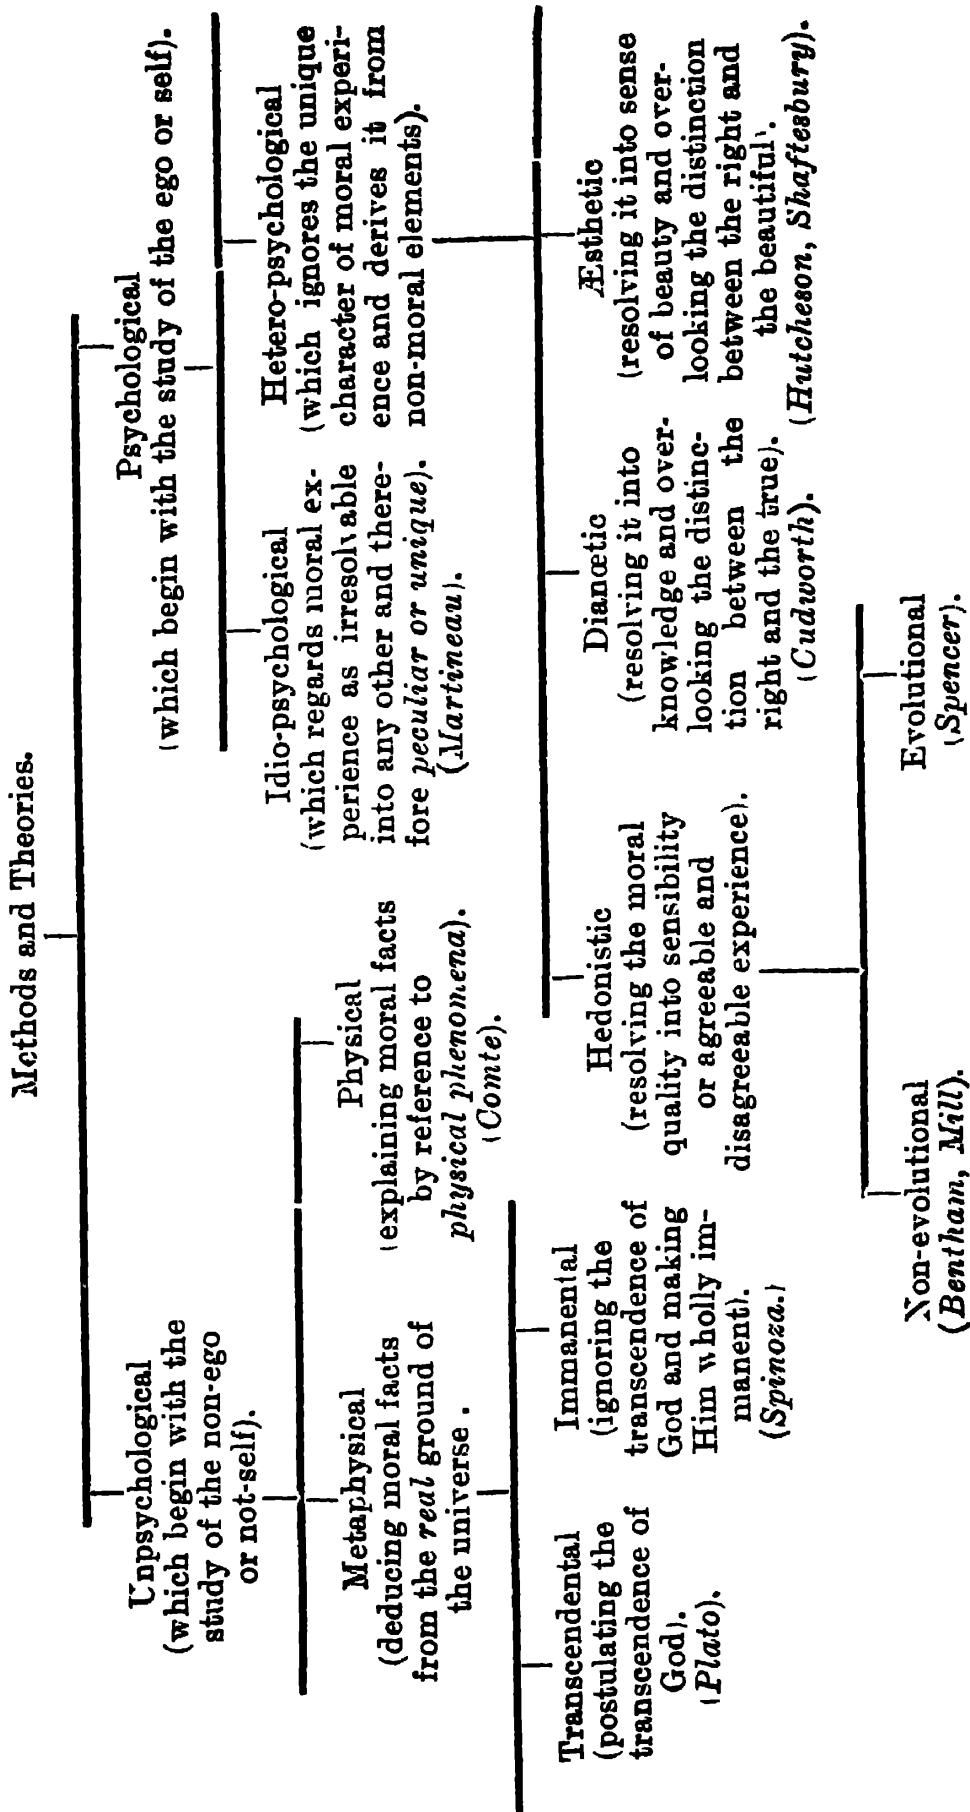 Methods and Theories.
Unpsychological
(which begin with the
study of the non-ego
or not-self).
Psychological
(which begin with the study of the ego or self).
Metaphysical
(deducing moral facts
from the real ground of
the universe.
Physical
(explaining moral facts
by reference to
physical phenomena).
(Comte).
Idio-psychological
(which regards moral ex-
perience as irresolvable
into any other and there-
fore peculiar or unique).
(Martineau).
Hetero-psychological
(which ignores the unique
character of moral experi-
ence and derives it from
non-moral elements).
Transcendental
(postulating the
transcendence of
God).
(Plato).
Immanental
(ignoring the
transcendence of
God and making
Him wholly im-
manent).
(Spinoza.)
Hedonistic
(resolving the moral
quality into sensibility
or agreeable and
disagreeable experience).
Dianœtic
(resolving it into
knowledge and over-
looking the distinc-
tion between the
right and the true).
(Cudworth).
Æsthetic
(resolving it into sense
of beauty and over-
looking the distinction
between the right and
the beautiful).
(Hutcheson, Shaftesbury).
Non-evolutional
(Bentham, Mill).
Evolutional
(Spencer).